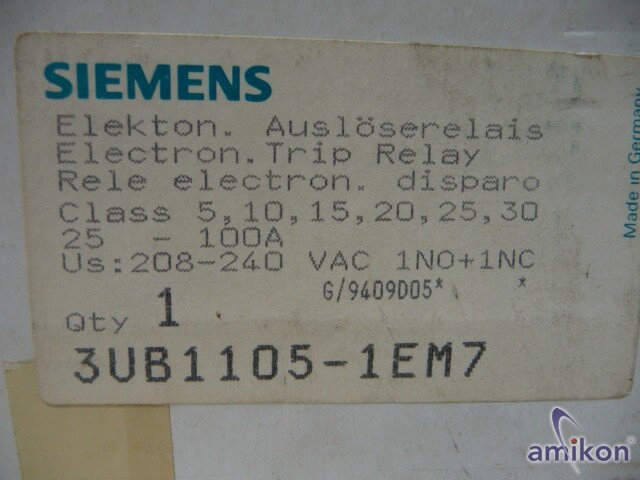 SIEMENS
Elekton. Auslöserelais
Electron. Trip Relay
Rele electron. disparo
Class 5,10,15,20,25,30
25 - 100A
Us:208-240 VAC 1NO+1NC
G/9409D05* *
Qty 1
3UB1105-1EM7
Made in Germany
amikon®